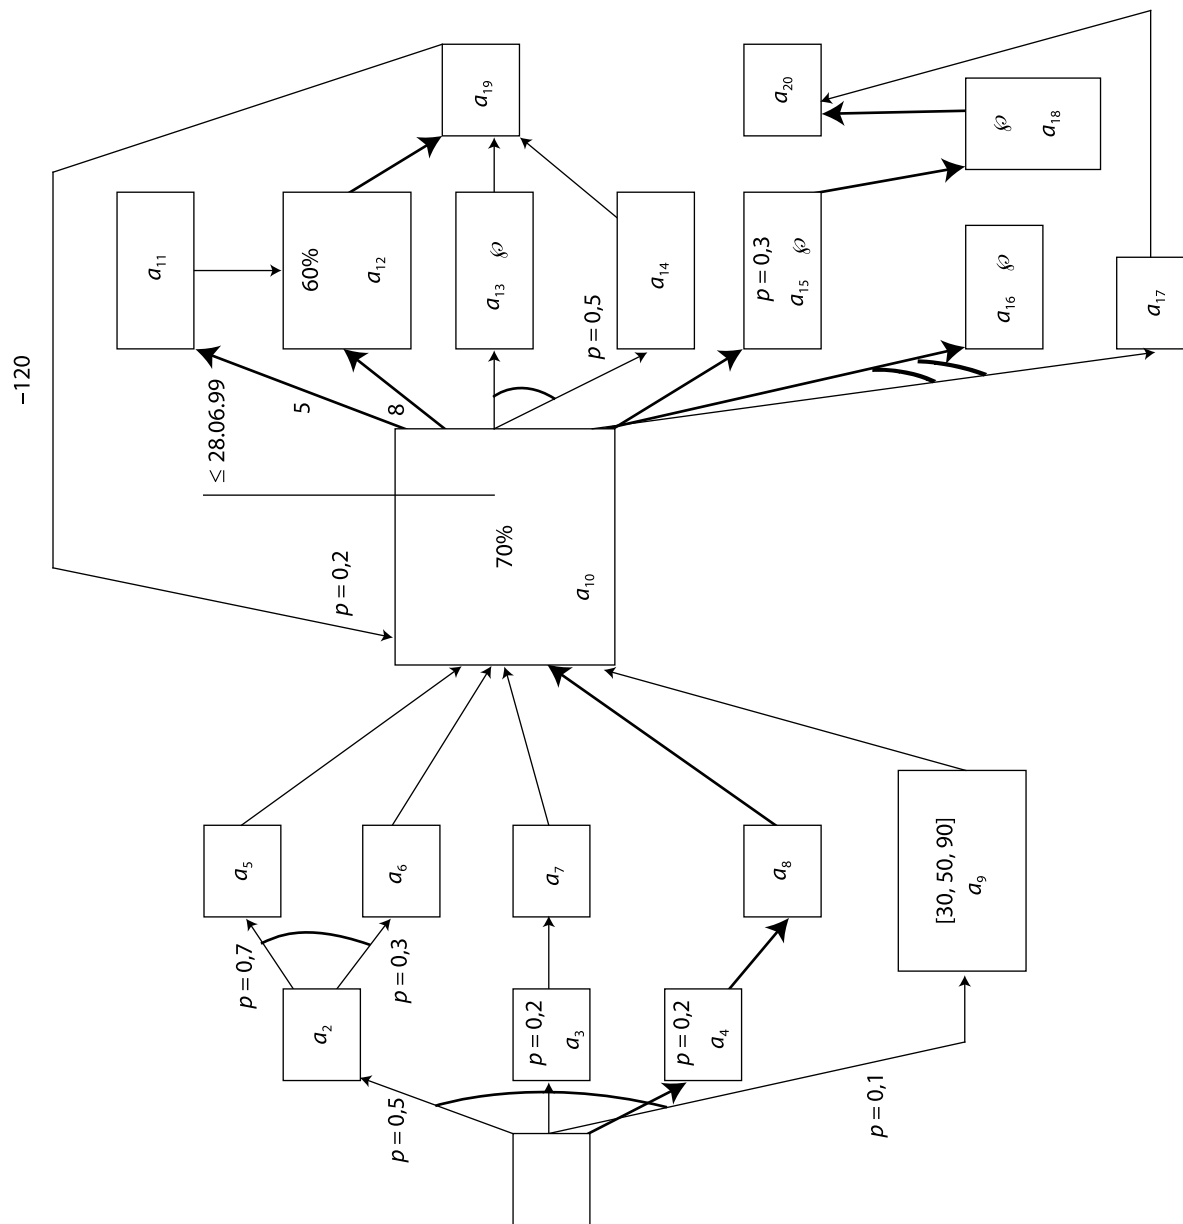 −120
a₁₁
≤ 28.06.99
p = 0,7
a₅
5
60%
a₁₂
a₂
p = 0,2
p = 0,5
p = 0,3
a₆
8
a₁₉
a₁₃ ℘
70%
a₁₀
p = 0,2
a₃
a₇
p = 0,5
a₁₄
p = 0,2
a₄
a₈
p = 0,3
a₁₅ ℘
a₂₀
p = 0,1
[30, 50, 90]
a₉
a₁₆ ℘
℘
a₁₈
a₁₇